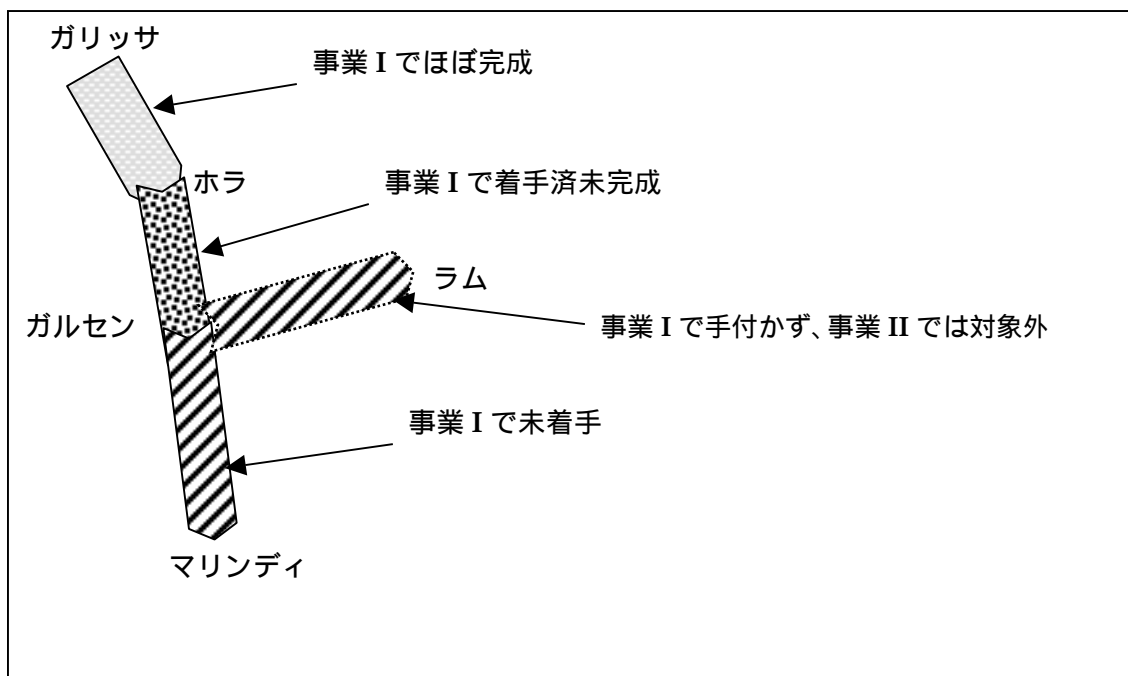 ガリッサ
事業 I でほぼ完成
ホラ
事業 I で着手済未完成
ラム
ガルセン
事業 I で手付かず、事業 II では対象外
事業 I で未着手
マリンディ